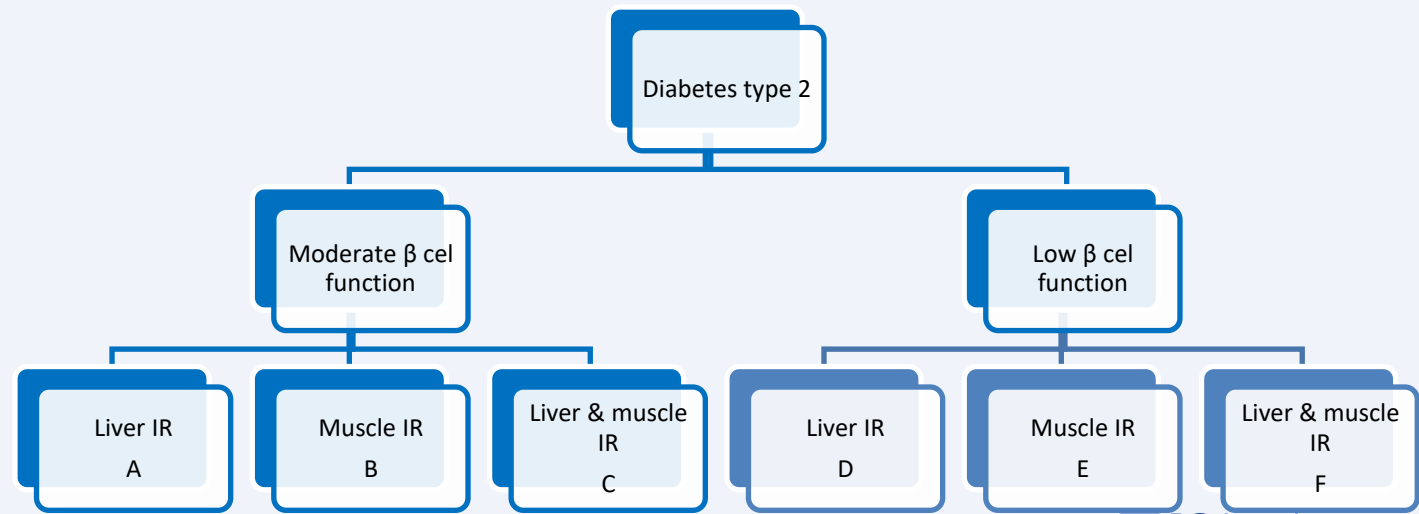 Diabetes type 2
Moderate β cel
function
Low β cel
function
Liver IR
A
Muscle IR
B
Liver & muscle
IR
C
Liver IR
D
Muscle IR
E
Liver & muscle
IR
F